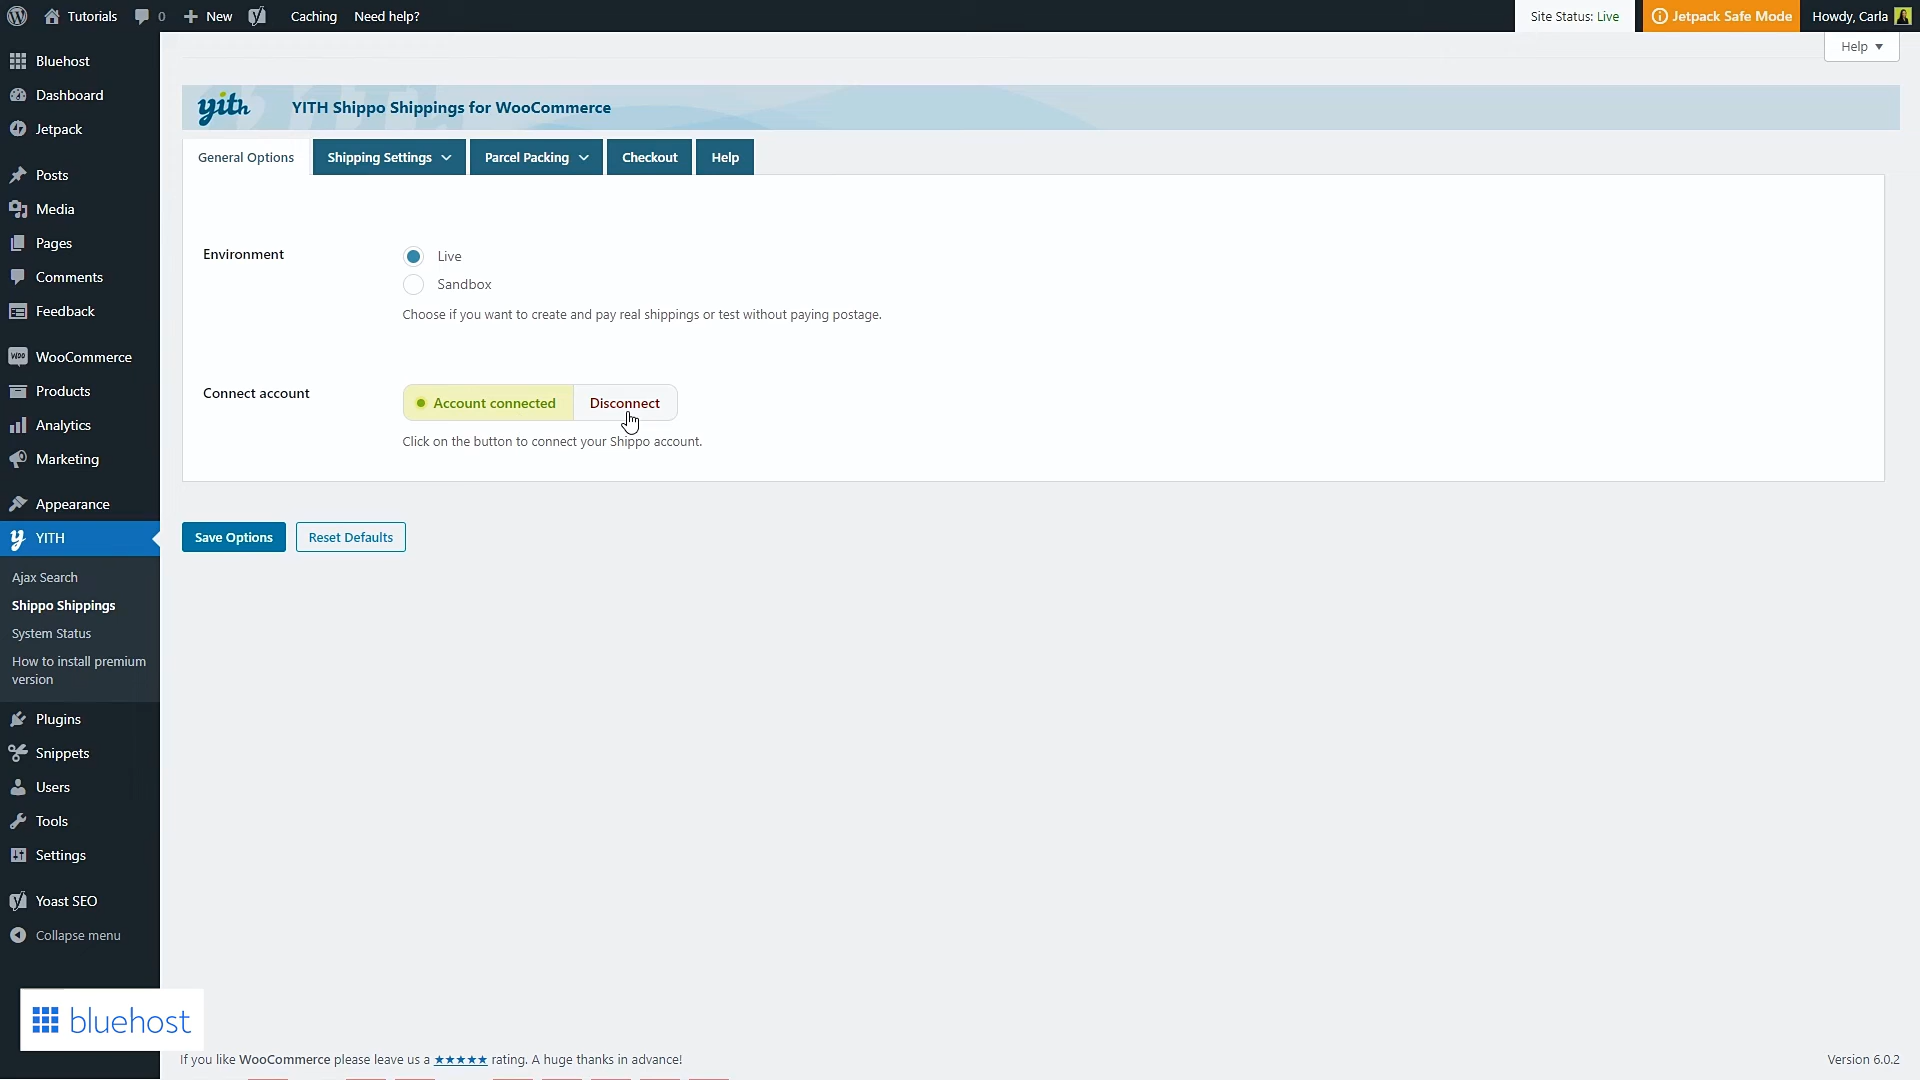 Tutorials 0 New Caching Need help? Site Status: Live Jetpack Safe Mode Howdy, Carla
Help
Bluehost
Dashboard
Jetpack
Posts
Media
Pages
Comments
Feedback
WooCommerce
Products
Analytics
Marketing
Appearance
YITH
Ajax Search
Shippo Shippings
System Status
How to install premium
version
Plugins
Snippets
Users
Tools
Settings
Yoast SEO
Collapse menu
bluehost
yith YITH Shippo Shippings for WooCommerce
General Options Shipping Settings Parcel Packing Checkout Help
Environment
Live
Sandbox
Choose if you want to create and pay real shippings or test without paying postage.
Connect account
Account connected Disconnect
Click on the button to connect your Shippo account.
Save Options Reset Defaults
If you like WooCommerce please leave us a ★★★★★ rating. A huge thanks in advance! Version 6.0.2